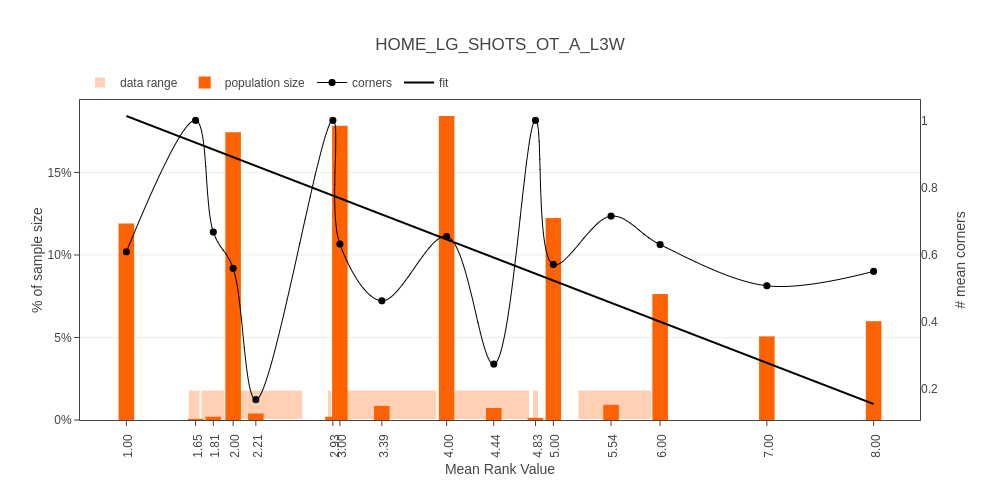 HOME_LG_SHOTS_OT_A_L3W
data range population size corners fit
% of sample size
15%
10%
5%
0%
1
0.8
0.6
0.4
0.2
# mean corners
1.00 1.65 1.81 2.00 2.21 2.93 3.00 3.39 4.00 4.44 4.83 5.00 5.54 6.00 7.00 8.00
Mean Rank Value